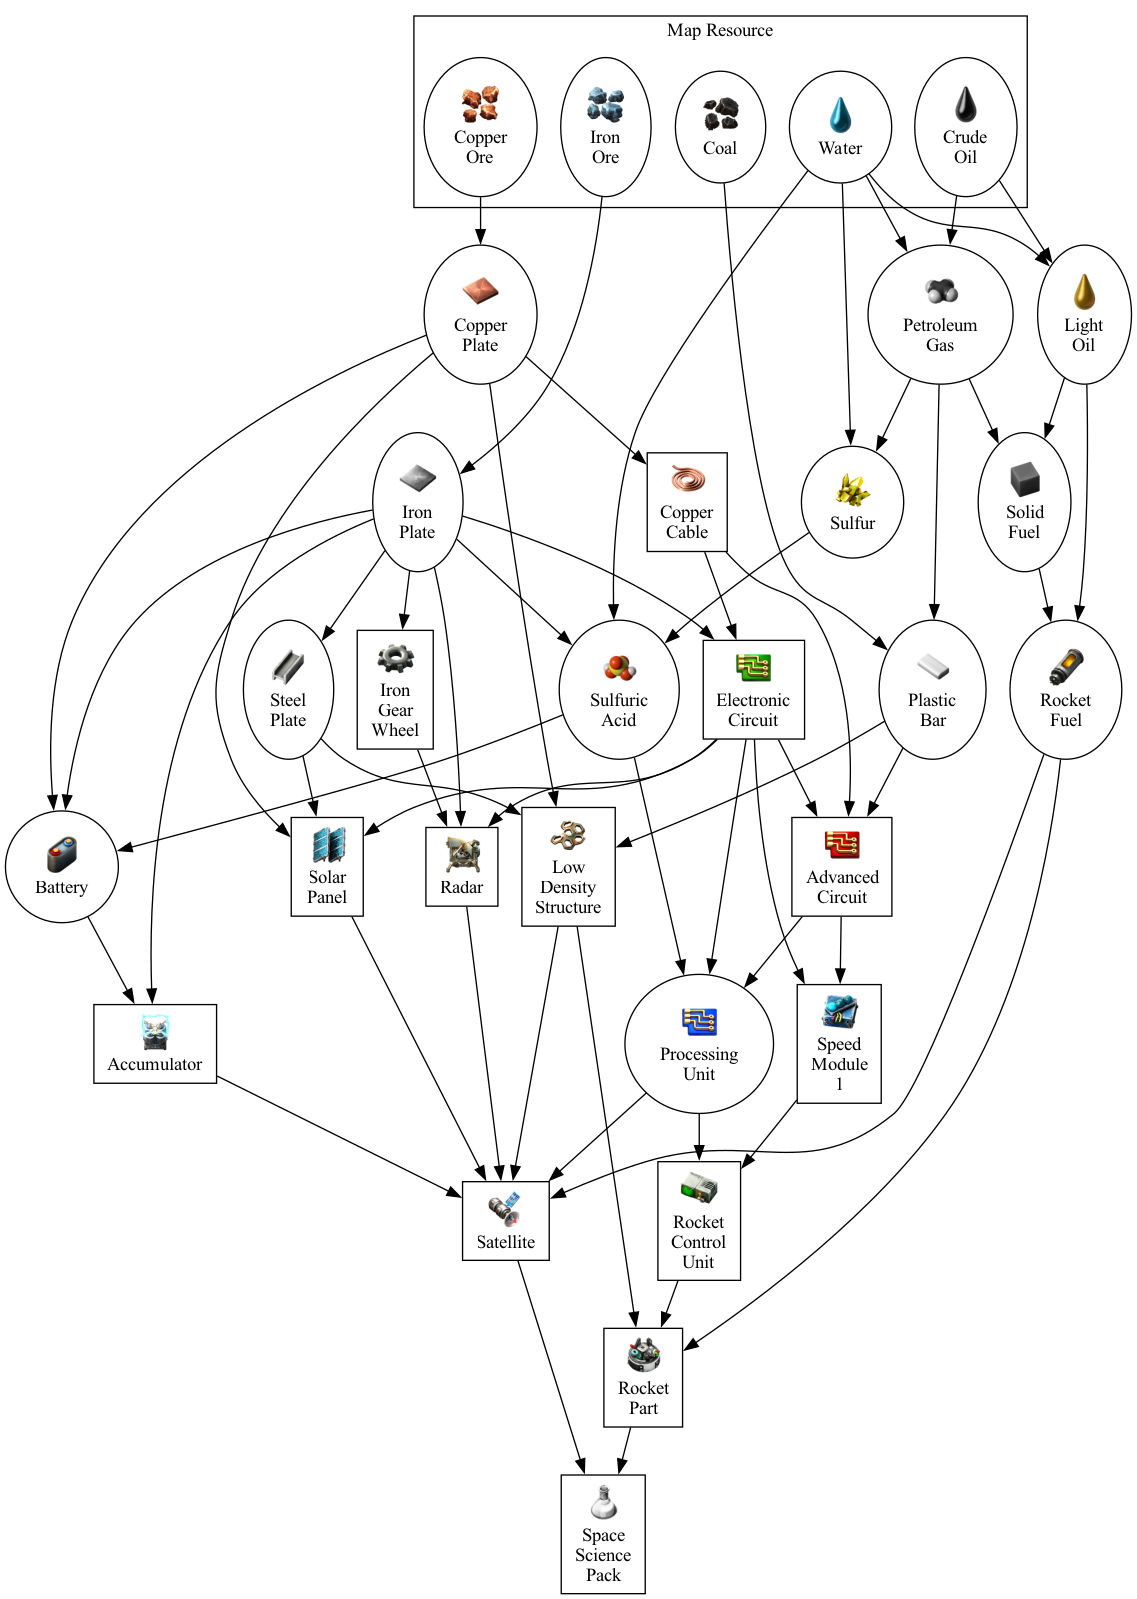 Map Resource
Copper
Ore
Iron
Ore
Coal
Water
Crude
Oil
Copper
Plate
Petroleum
Gas
Light
Oil
Iron
Plate
Copper
Cable
Sulfur
Solid
Fuel
Steel
Plate
Iron
Gear
Wheel
Sulfuric
Acid
Electronic
Circuit
Plastic
Bar
Rocket
Fuel
Battery
Solar
Panel
Radar
Low
Density
Structure
Advanced
Circuit
Accumulator
Processing
Unit
Speed
Module
1
Satellite
Rocket
Control
Unit
Rocket
Part
Space
Science
Pack